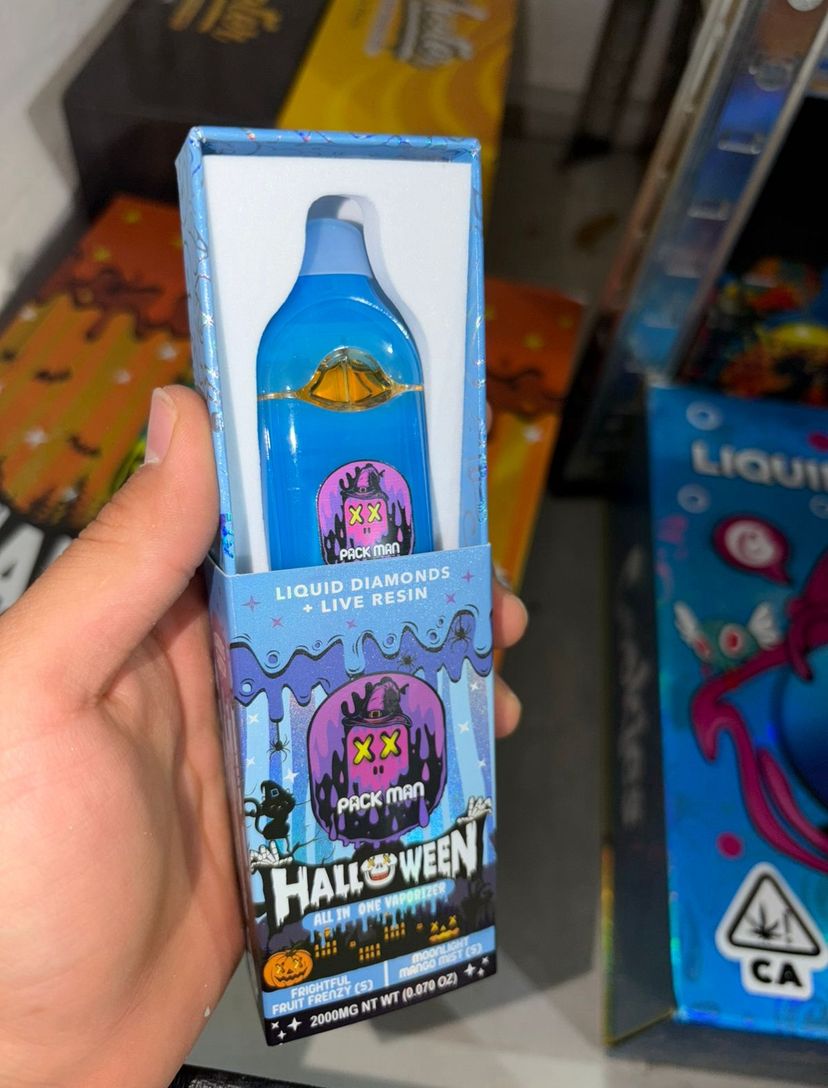 PACK MAN
LIQUID DIAMONDS
+ LIVE RESIN
PACK MAN
HALLOWEEN
ALL IN ONE VAPORIZER
FRIGHTFUL
FRUIT FRENZY (S)
MOONLIGHT
MANGO MIST (S)
2000MG NT WT (0.070 OZ)
LIQUI
CA